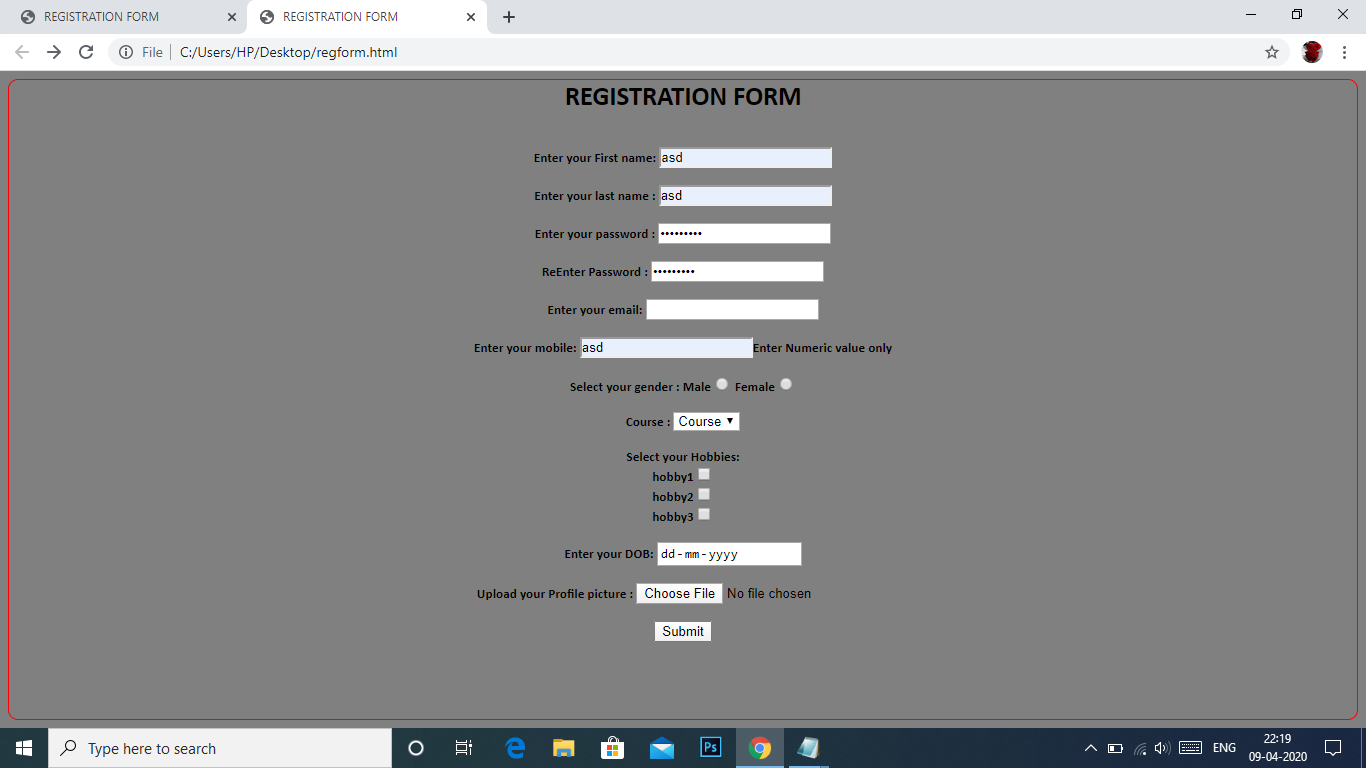 REGISTRATION FORM
REGISTRATION FORM
File C:/Users/HP/Desktop/regform.html
REGISTRATION FORM
Enter your First name: asd
Enter your last name : asd
Enter your password : •••••••••
ReEnter Password : •••••••••
Enter your email:
Enter your mobile: asd Enter Numeric value only
Select your gender : Male Female
Course : Course
Select your Hobbies:
hobby1
hobby2
hobby3
Enter your DOB: dd-mm-yyyy
Upload your Profile picture : Choose File No file chosen
Submit
Type here to search
Ps
ENG
22:19
09-04-2020